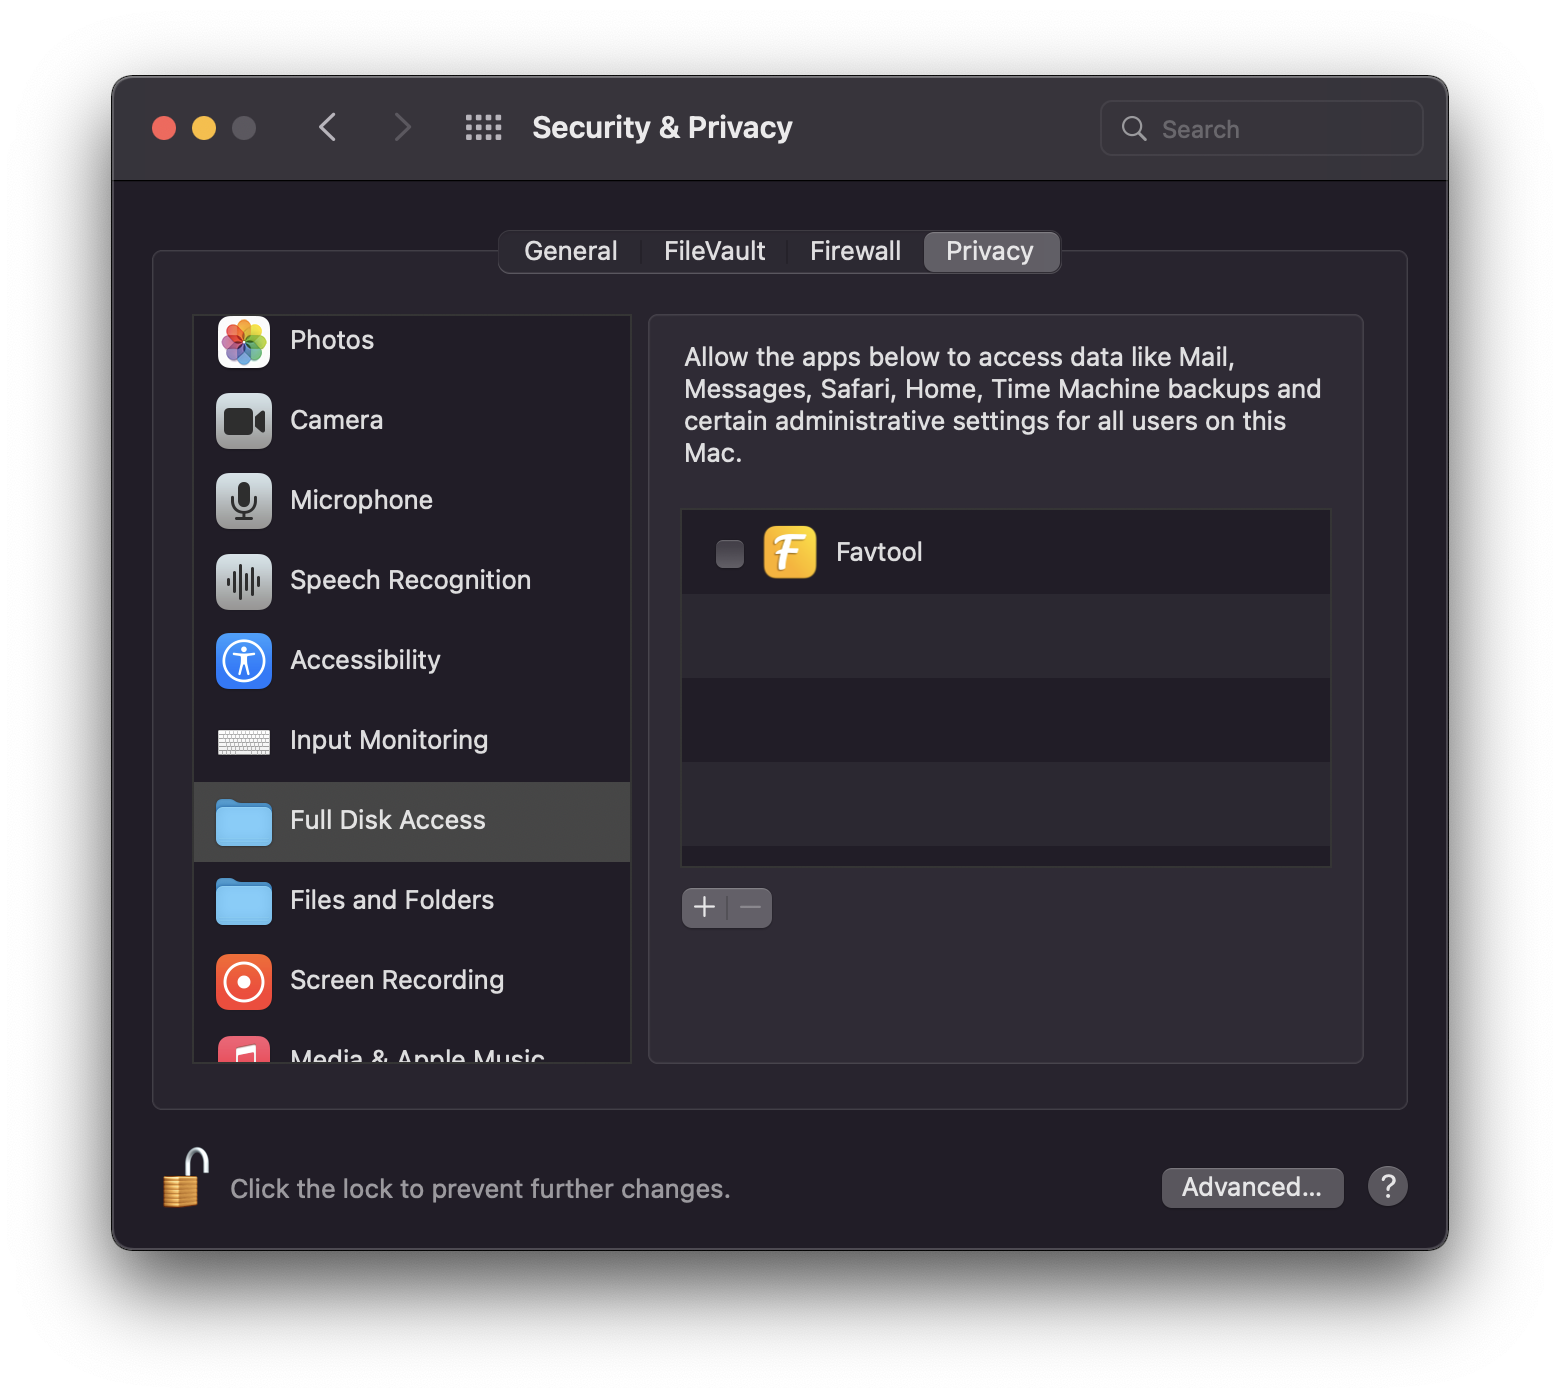 Security & Privacy
Search
General
FileVault
Firewall
Privacy
Photos
Camera
Microphone
Speech Recognition
Accessibility
Input Monitoring
Full Disk Access
Files and Folders
Screen Recording
Media & Apple Music
Allow the apps below to access data like Mail,
Messages, Safari, Home, Time Machine backups and
certain administrative settings for all users on this
Mac.
F
Favtool
+
−
Click the lock to prevent further changes.
Advanced...
?